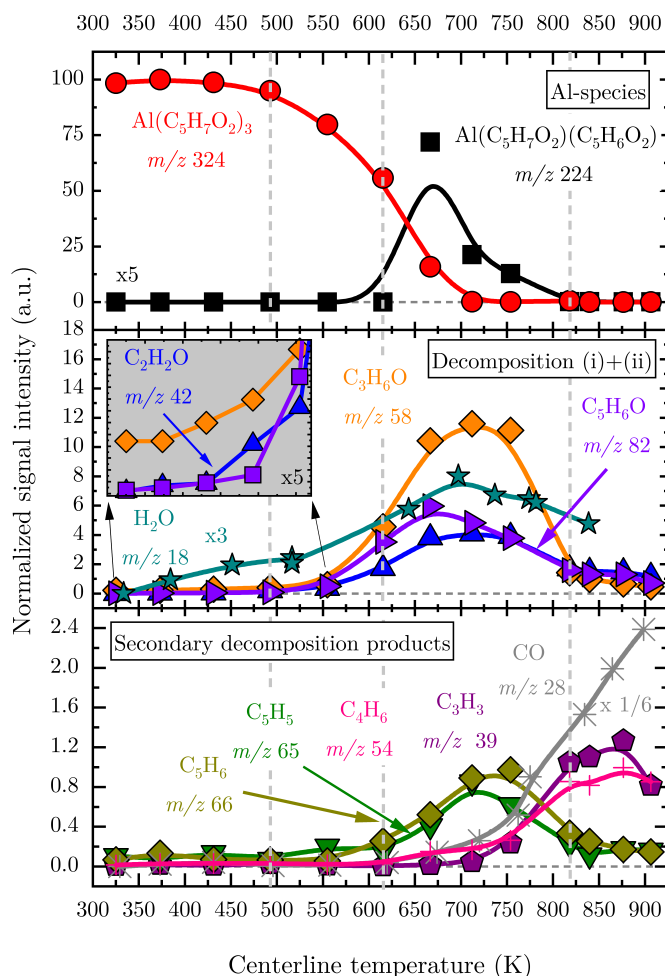 300 350 400 450 500 550 600 650 700 750 800 850 900
100
75
50
25
0
Al-species
Al(C₅H₇O₂)₃
m/z 324
Al(C₅H₇O₂)(C₅H₆O₂)
m/z 224
x5
Normalized signal intensity (a.u.)
18
16
14
12
10
8
6
4
2
0
C₂H₂O
m/z 42
x5
C₃H₆O
m/z 58
Decomposition (i)+(ii)
C₅H₆O
m/z 82
H₂O
x3
m/z 18
2.4
2.0
1.6
1.2
0.8
0.4
0.0
Secondary decomposition products
CO
m/z 28
x 1/6
C₅H₆
m/z 66
C₅H₅
m/z 65
C₄H₆
m/z 54
C₃H₃
m/z 39
300 350 400 450 500 550 600 650 700 750 800 850 900
Centerline temperature (K)